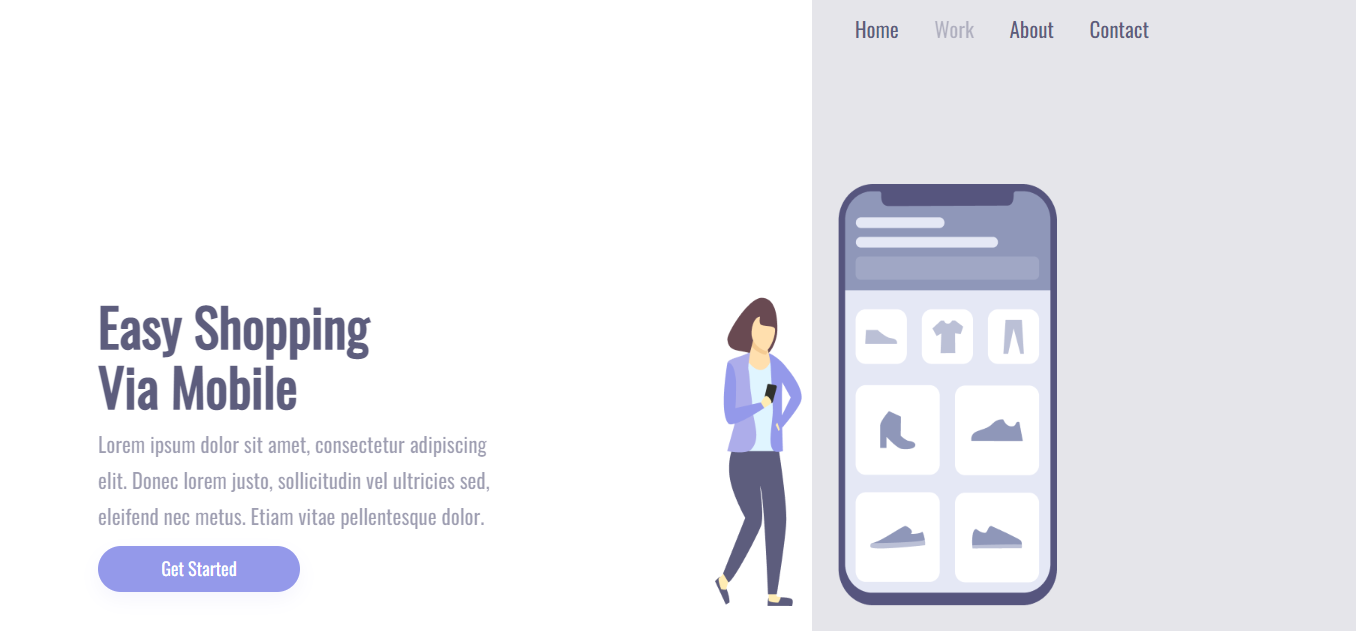 Home Work About Contact
Easy Shopping
Via Mobile
Lorem ipsum dolor sit amet, consectetur adipiscing
elit. Donec lorem justo, sollicitudin vel ultricies sed,
eleifend nec metus. Etiam vitae pellentesque dolor.
Get Started